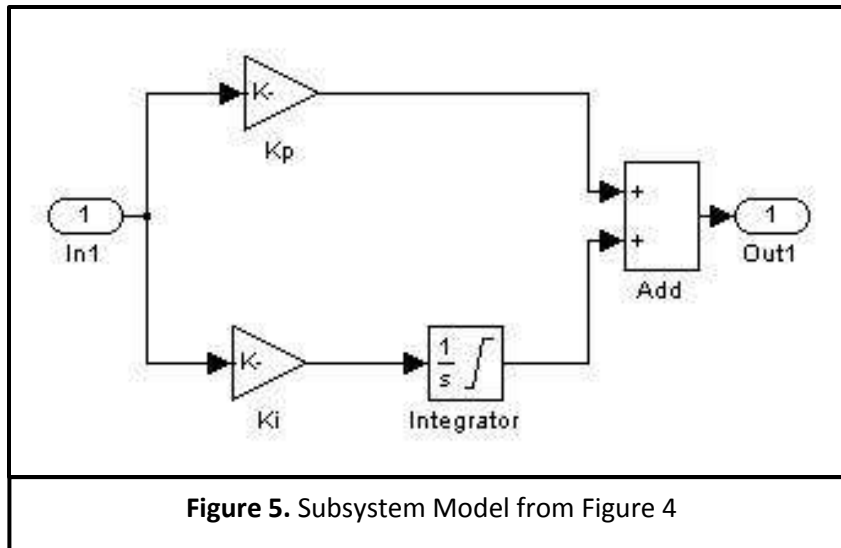 K-
Kp
1
In1
+
+
Add
1
Out1
K-
Ki
1
s
Integrator
Figure 5. Subsystem Model from Figure 4